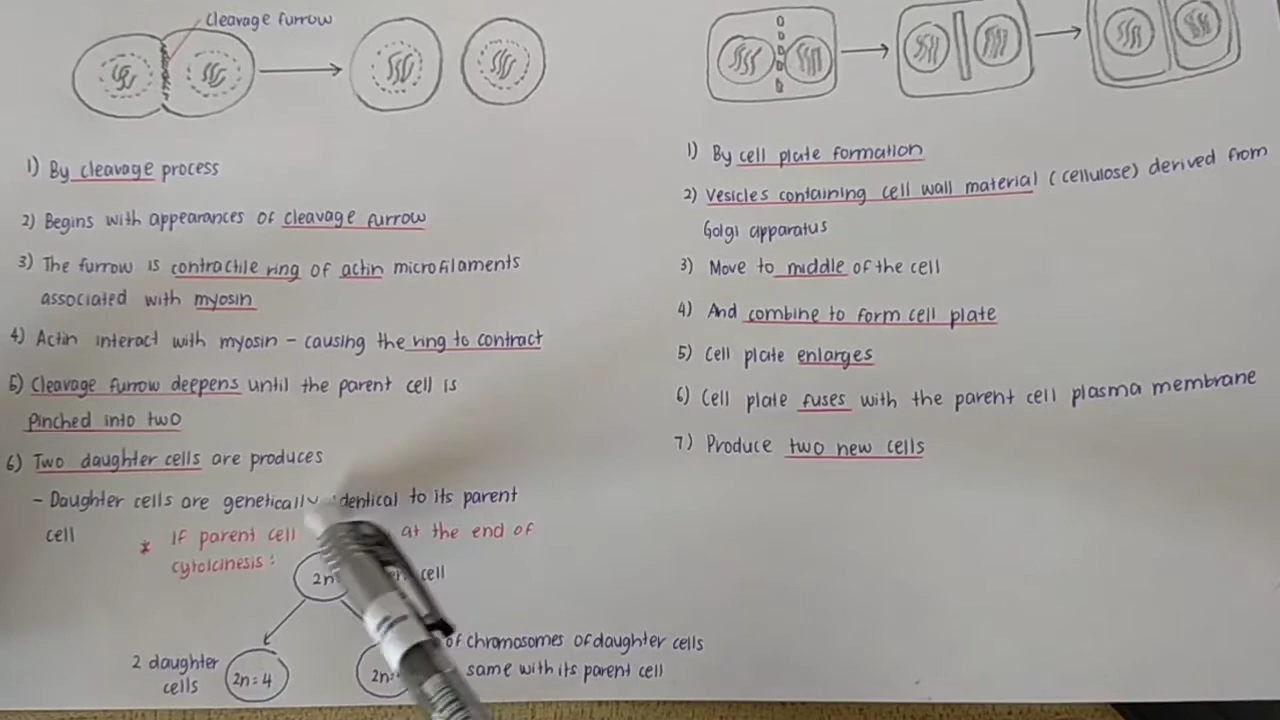 Cleavage furrow
1) By cleavage process
2) Begins with appearances of cleavage furrow
3) The furrow is contractile ring of actin microfilaments
associated with myosin
4) Actin interact with myosin - causing the ring to contract
5) Cleavage furrow deepens until the parent cell is
pinched into two
6) Two daughter cells are produces
- Daughter cells are genetically identical to its parent
cell
* If parent cell at the end of
cytokinesis :
2n cell
2 daughter
cells
2n = 4
2n=
of chromosomes of daughter cells
same with its parent cell
1) By cell plate formation
2) Vesicles containing cell wall material (cellulose) derived from
Golgi apparatus
3) Move to middle of the cell
4) And combine to form cell plate
5) Cell plate enlarges
6) Cell plate fuses with the parent cell plasma membrane
7) Produce two new cells